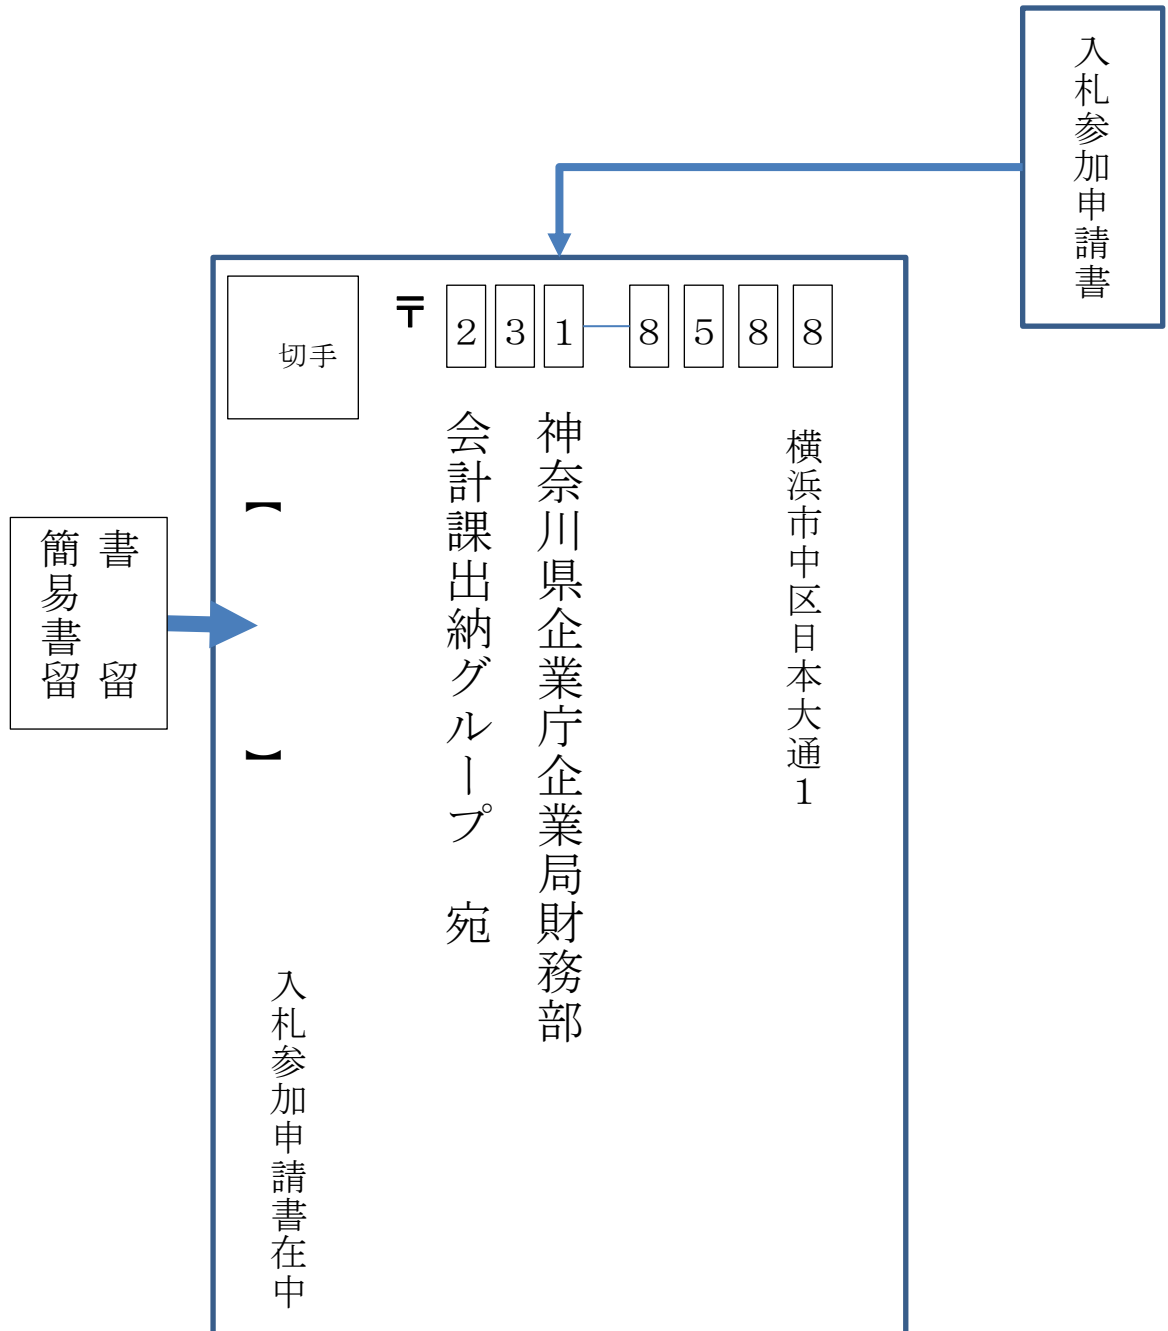 入札参加申請書
切手
〒231-8588
横浜市中区日本大通1
神奈川県企業庁企業局財務部
会計課出納グループ　宛
【　】
書留
簡易書留
入札参加申請書在中